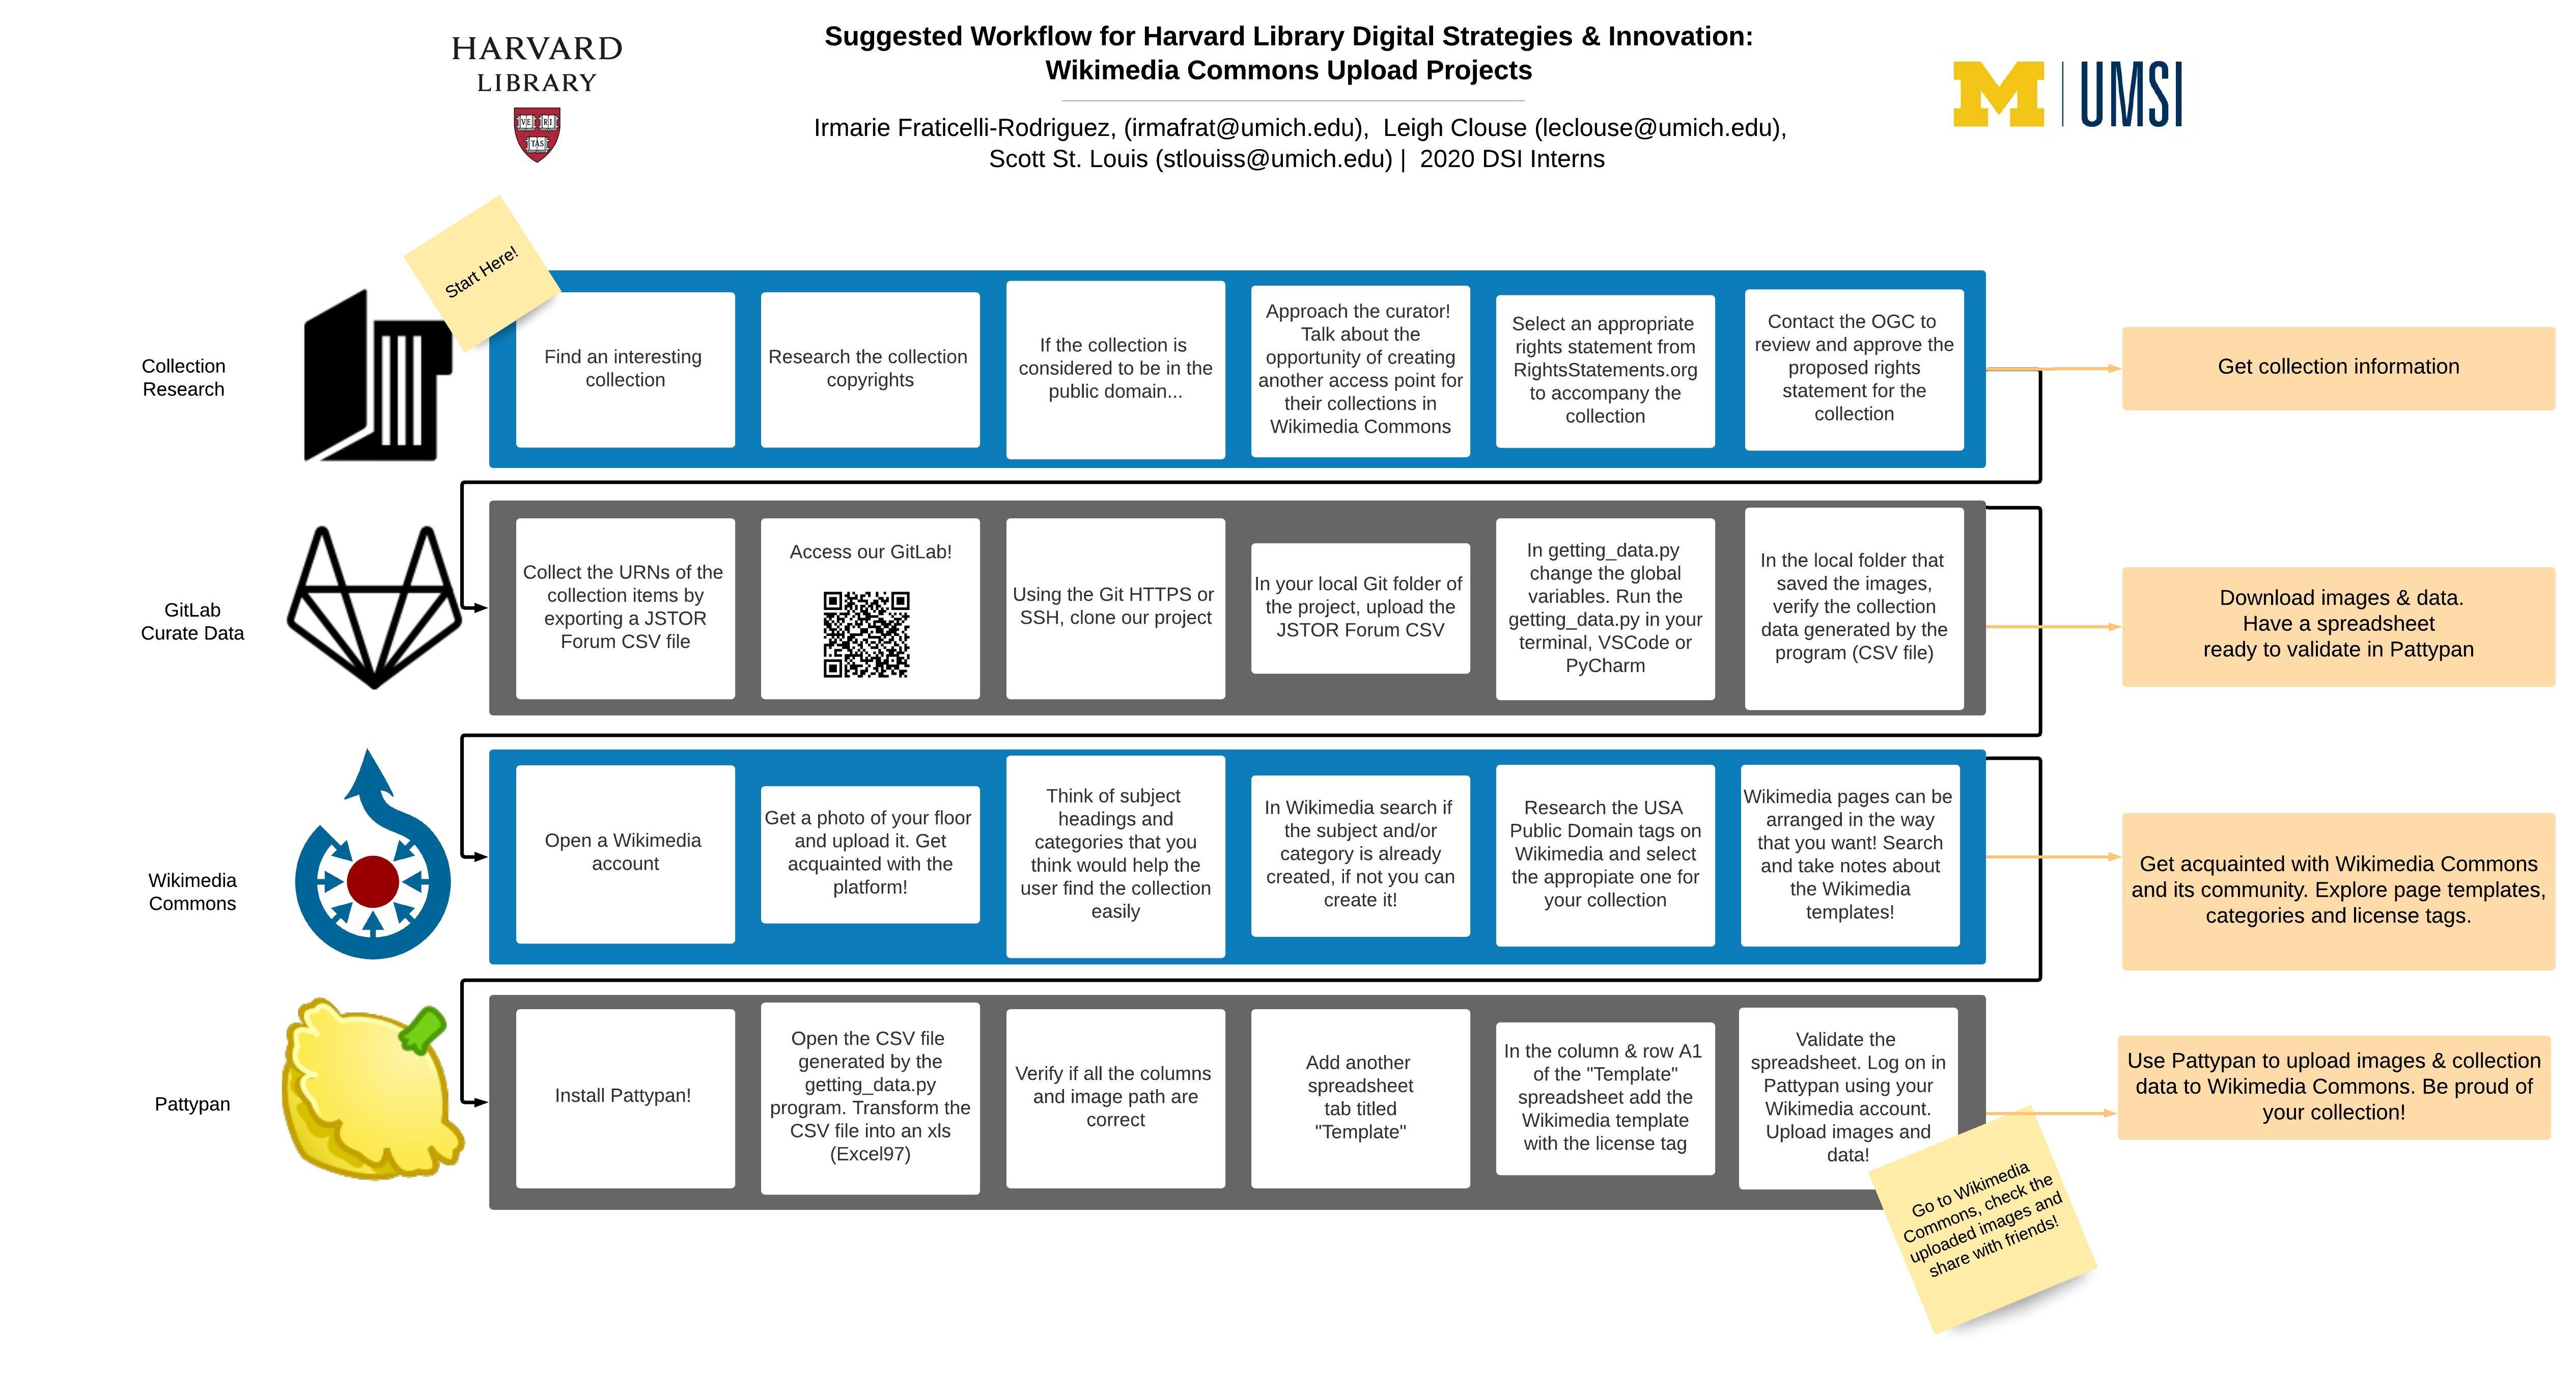 HARVARD
LIBRARY
VE RI
TAS
Suggested Workflow for Harvard Library Digital Strategies & Innovation:
Wikimedia Commons Upload Projects
Irmarie Fraticelli-Rodriguez, (irmafrat@umich.edu), Leigh Clouse (leclouse@umich.edu),
Scott St. Louis (stlouiss@umich.edu) | 2020 DSI Interns
M | UMSI
Start Here!
Collection
Research
Find an interesting
collection
Research the collection
copyrights
If the collection is
considered to be in the
public domain...
Approach the curator!
Talk about the
opportunity of creating
another access point for
their collections in
Wikimedia Commons
Select an appropriate
rights statement from
RightsStatements.org
to accompany the
collection
Contact the OGC to
review and approve the
proposed rights
statement for the
collection
Get collection information
GitLab
Curate Data
Collect the URNs of the
collection items by
exporting a JSTOR
Forum CSV file
Access our GitLab!
Using the Git HTTPS or
SSH, clone our project
In your local Git folder of
the project, upload the
JSTOR Forum CSV
In getting_data.py
change the global
variables. Run the
getting_data.py in your
terminal, VSCode or
PyCharm
In the local folder that
saved the images,
verify the collection
data generated by the
program (CSV file)
Download images & data.
Have a spreadsheet
ready to validate in Pattypan
Wikimedia
Commons
Open a Wikimedia
account
Get a photo of your floor
and upload it. Get
acquainted with the
platform!
Think of subject
headings and
categories that you
think would help the
user find the collection
easily
In Wikimedia search if
the subject and/or
category is already
created, if not you can
create it!
Research the USA
Public Domain tags on
Wikimedia and select
the appropiate one for
your collection
Wikimedia pages can be
arranged in the way
that you want! Search
and take notes about
the Wikimedia
templates!
Get acquainted with Wikimedia Commons
and its community. Explore page templates,
categories and license tags.
Pattypan
Install Pattypan!
Open the CSV file
generated by the
getting_data.py
program. Transform the
CSV file into an xls
(Excel97)
Verify if all the columns
and image path are
correct
Add another
spreadsheet
tab titled
"Template"
In the column & row A1
of the "Template"
spreadsheet add the
Wikimedia template
with the license tag
Validate the
spreadsheet. Log on in
Pattypan using your
Wikimedia account.
Upload images and
data!
Use Pattypan to upload images & collection
data to Wikimedia Commons. Be proud of
your collection!
Go to Wikimedia
Commons, check the
uploaded images and
share with friends!